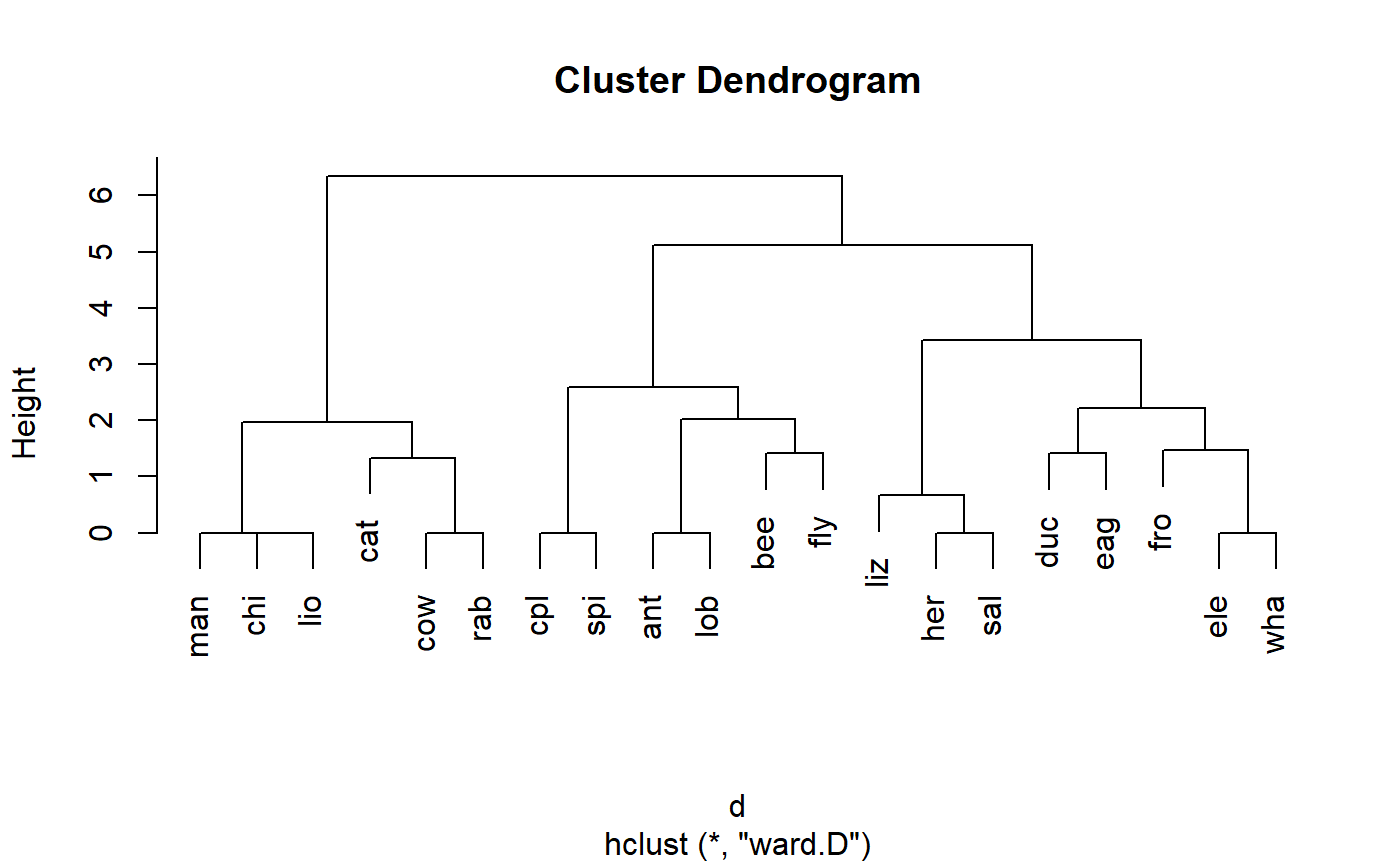 Cluster Dendrogram
Height
6
5
4
3
2
1
0
man
chi
lio
cat
cow
rab
cpl
spi
ant
lob
bee
fly
liz
her
sal
duc
eag
fro
ele
wha
d
hclust (*, "ward.D")